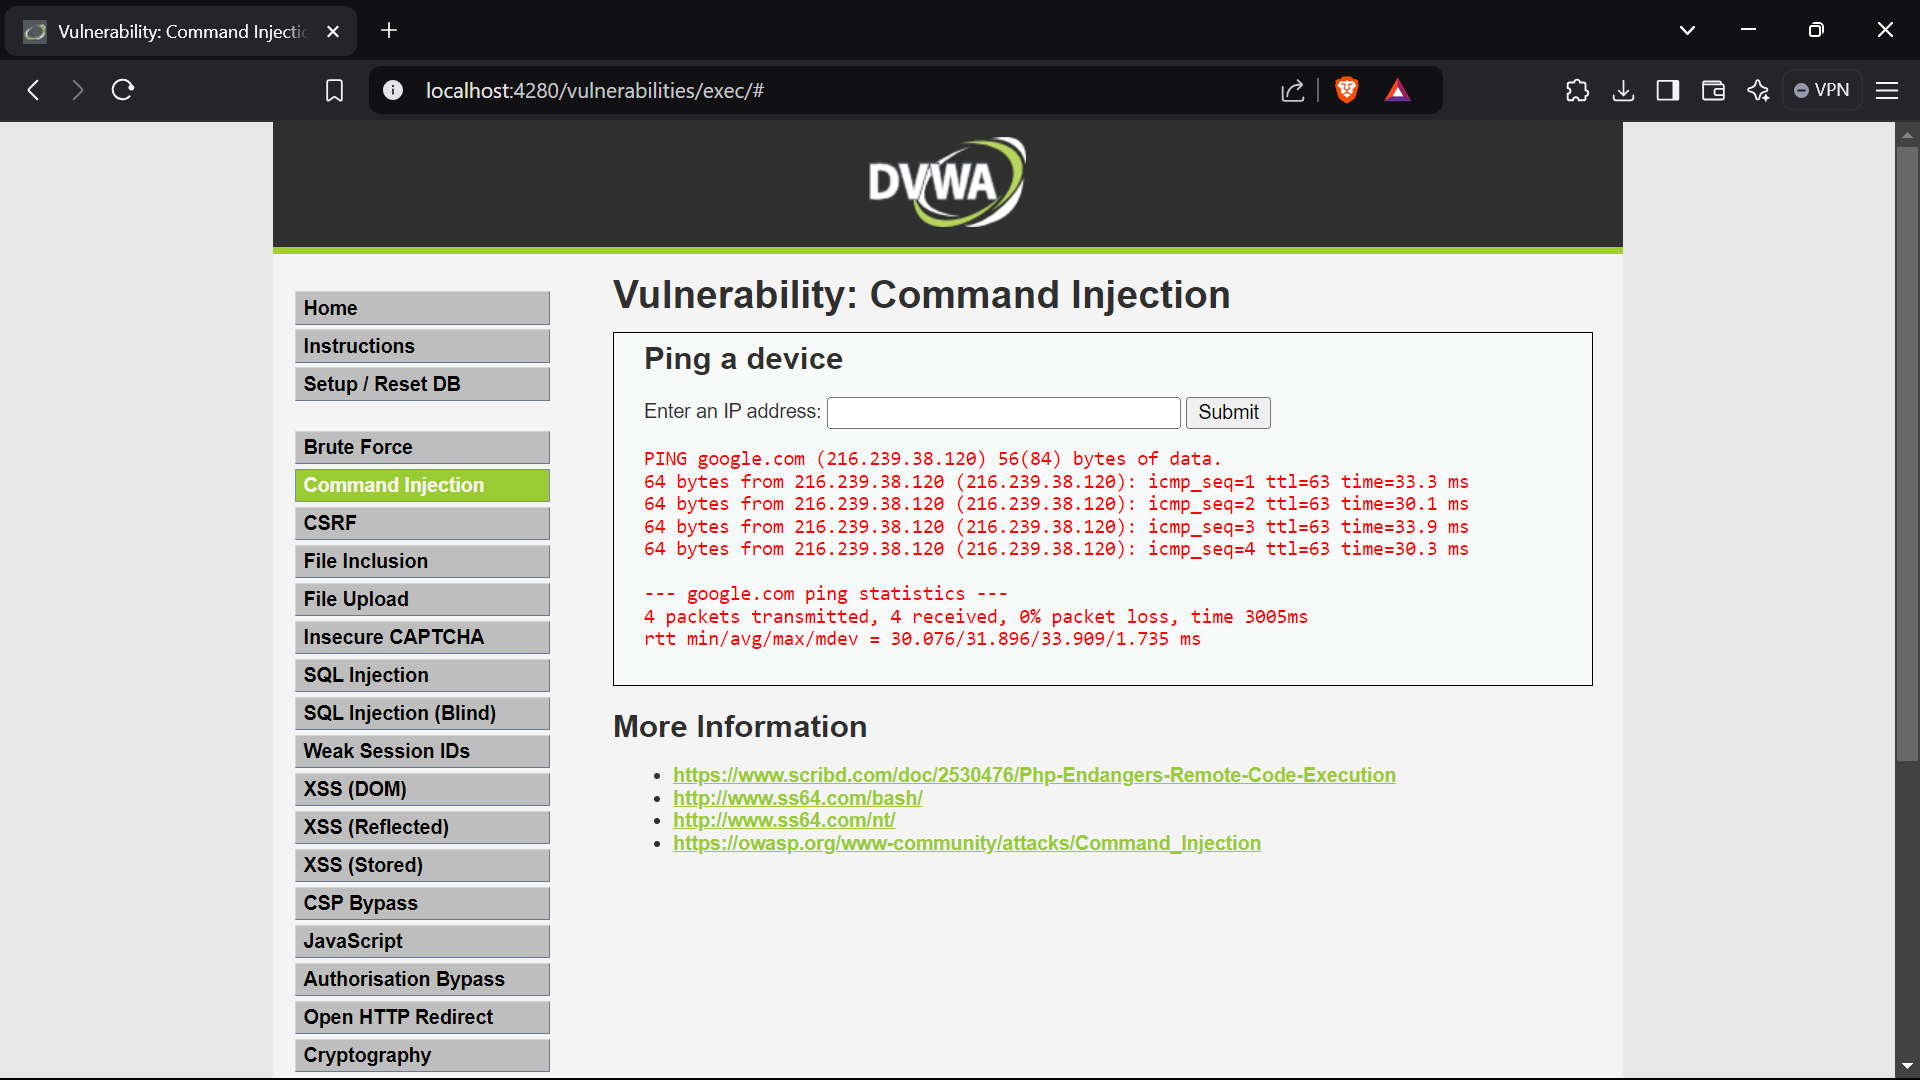 Vulnerability: Command Injecti
localhost:4280/vulnerabilities/exec/#
VPN
DVWA
Home
Instructions
Setup / Reset DB
Brute Force
Command Injection
CSRF
File Inclusion
File Upload
Insecure CAPTCHA
SQL Injection
SQL Injection (Blind)
Weak Session IDs
XSS (DOM)
XSS (Reflected)
XSS (Stored)
CSP Bypass
JavaScript
Authorisation Bypass
Open HTTP Redirect
Cryptography
Vulnerability: Command Injection
Ping a device
Enter an IP address: Submit
PING google.com (216.239.38.120) 56(84) bytes of data.
64 bytes from 216.239.38.120 (216.239.38.120): icmp_seq=1 ttl=63 time=33.3 ms
64 bytes from 216.239.38.120 (216.239.38.120): icmp_seq=2 ttl=63 time=30.1 ms
64 bytes from 216.239.38.120 (216.239.38.120): icmp_seq=3 ttl=63 time=33.9 ms
64 bytes from 216.239.38.120 (216.239.38.120): icmp_seq=4 ttl=63 time=30.3 ms
--- google.com ping statistics ---
4 packets transmitted, 4 received, 0% packet loss, time 3005ms
rtt min/avg/max/mdev = 30.076/31.896/33.909/1.735 ms
More Information
https://www.scribd.com/doc/2530476/Php-Endangers-Remote-Code-Execution
http://www.ss64.com/bash/
http://www.ss64.com/nt/
https://owasp.org/www-community/attacks/Command_Injection